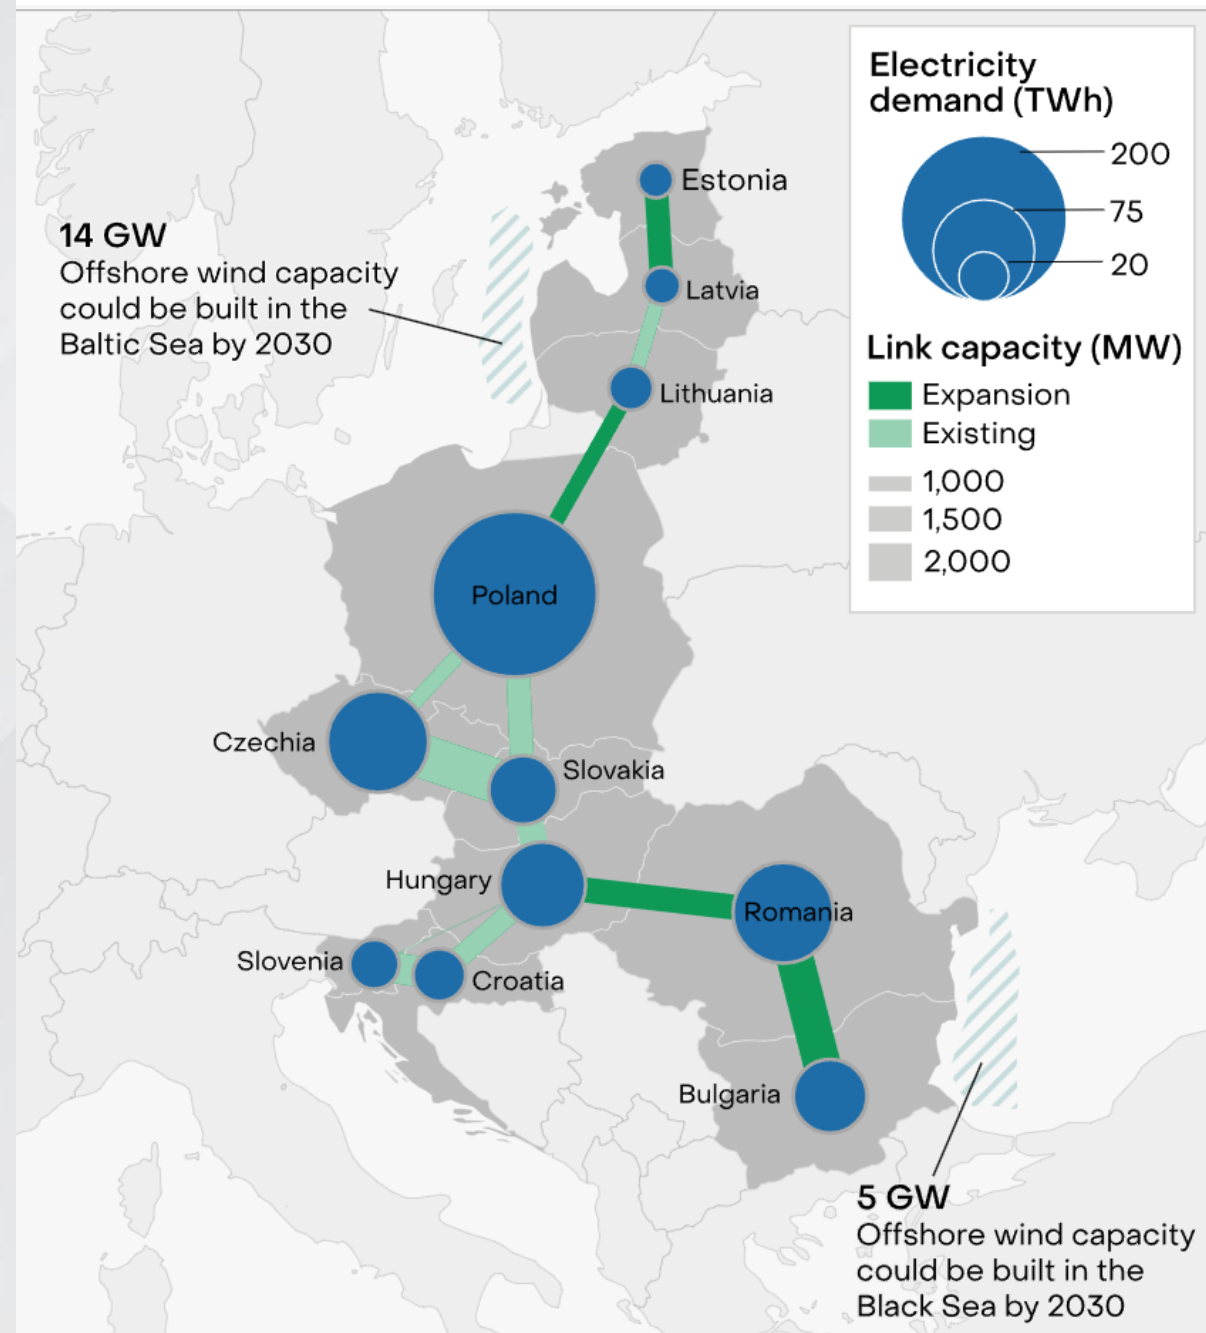 Electricity
demand (TWh)
200
75
20
Link capacity (MW)
Expansion
Existing
1,000
1,500
2,000
14 GW
Offshore wind capacity
could be built in the
Baltic Sea by 2030
Estonia
Latvia
Lithuania
Poland
Czechia
Slovakia
Hungary
Romania
Slovenia
Croatia
Bulgaria
5 GW
Offshore wind capacity
could be built in the
Black Sea by 2030